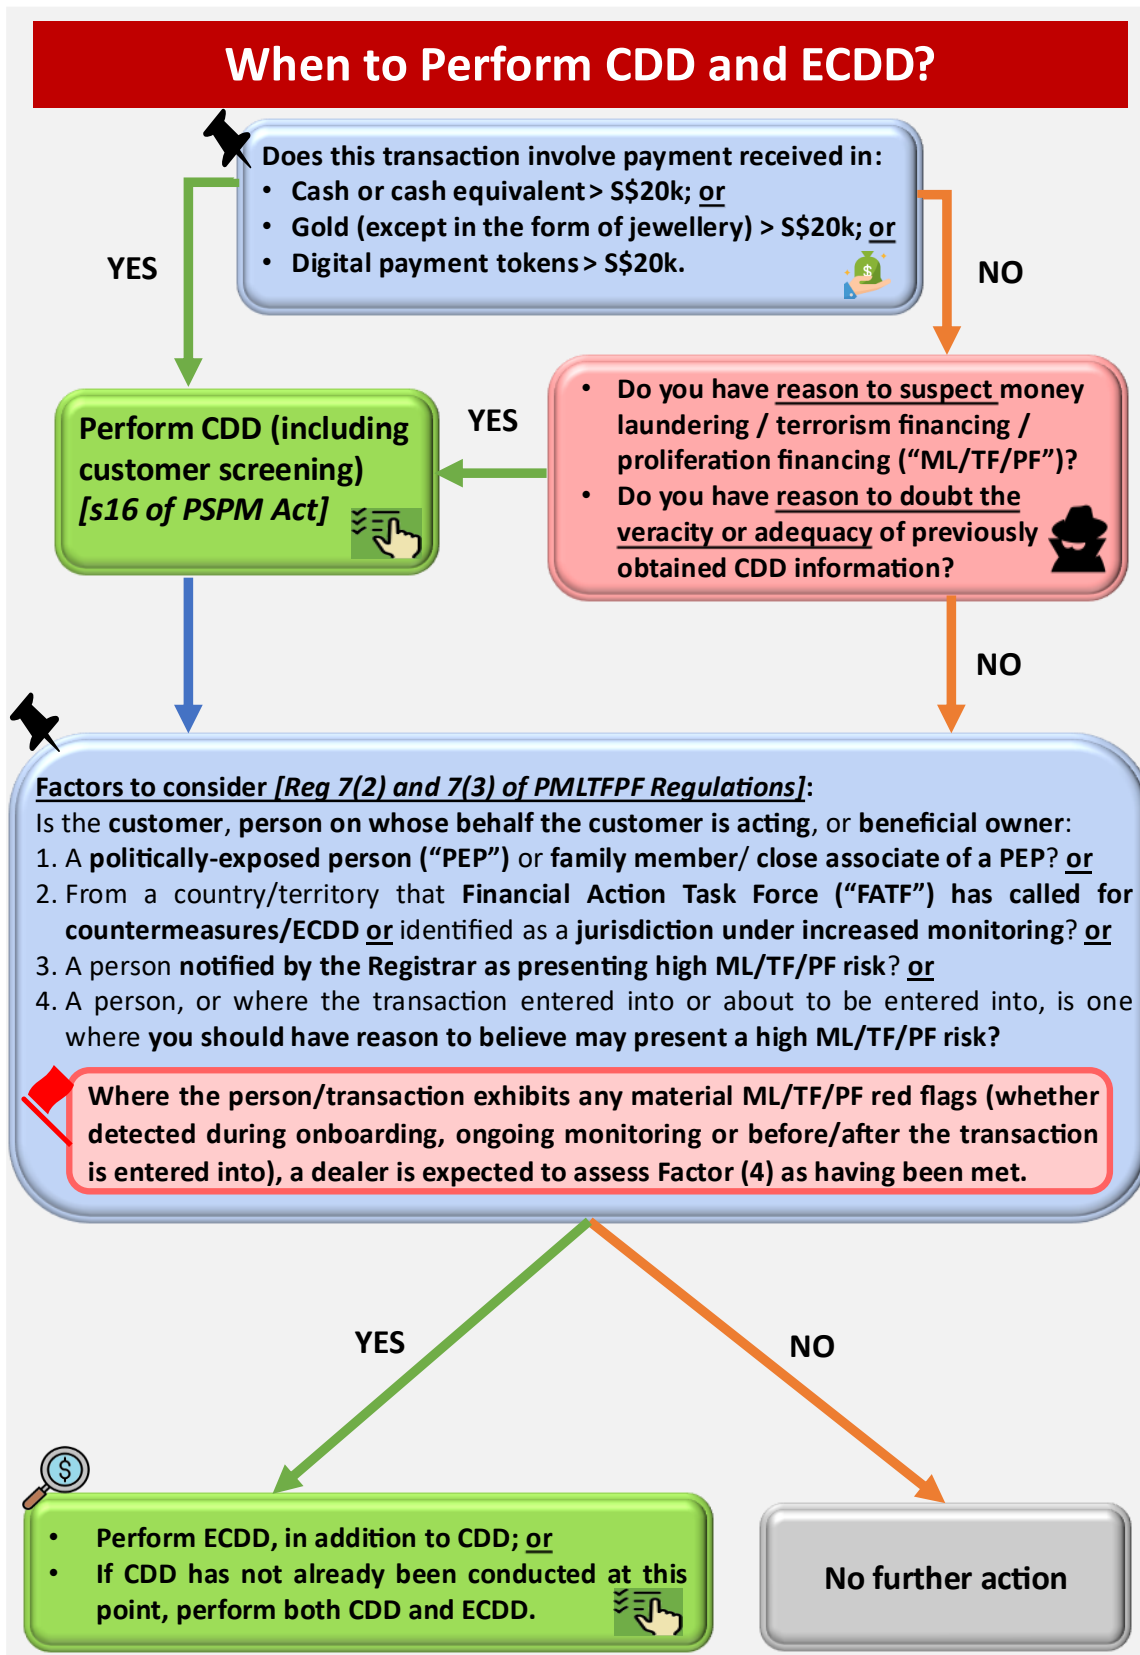 When to Perform CDD and ECDD?
Does this transaction involve payment received in:
• Cash or cash equivalent > S$20k; or
• Gold (except in the form of jewellery) > S$20k; or
• Digital payment tokens > S$20k.
$
YES
NO
• Do you have reason to suspect money
laundering / terrorism financing /
proliferation financing (“ML/TF/PF”)?
• Do you have reason to doubt the
veracity or adequacy of previously
obtained CDD information?
YES
Perform CDD (including
customer screening)
[s16 of PSPM Act]
NO
Factors to consider [Reg 7(2) and 7(3) of PMLTFPF Regulations]:
Is the customer, person on whose behalf the customer is acting, or beneficial owner:
1. A politically-exposed person (“PEP”) or family member/ close associate of a PEP? or
2. From a country/territory that Financial Action Task Force (“FATF”) has called for
countermeasures/ECDD or identified as a jurisdiction under increased monitoring? or
3. A person notified by the Registrar as presenting high ML/TF/PF risk? or
4. A person, or where the transaction entered into or about to be entered into, is one
where you should have reason to believe may present a high ML/TF/PF risk?
Where the person/transaction exhibits any material ML/TF/PF red flags (whether
detected during onboarding, ongoing monitoring or before/after the transaction
is entered into), a dealer is expected to assess Factor (4) as having been met.
YES
NO
$
• Perform ECDD, in addition to CDD; or
• If CDD has not already been conducted at this
point, perform both CDD and ECDD.
No further action